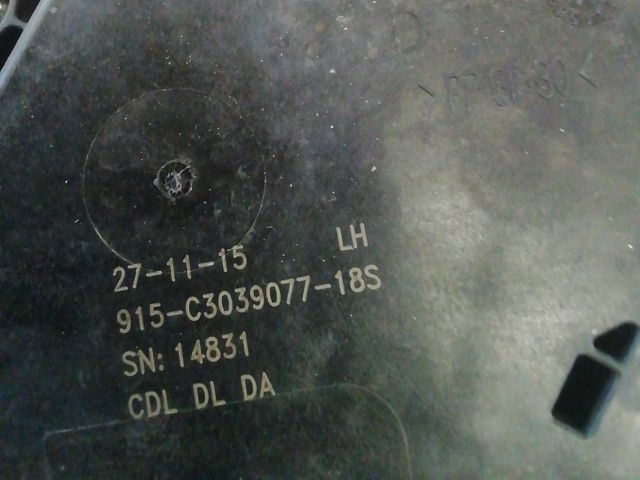 27-11-15 LH
915-C3039077-18S
SN: 14831
CDL DL DA